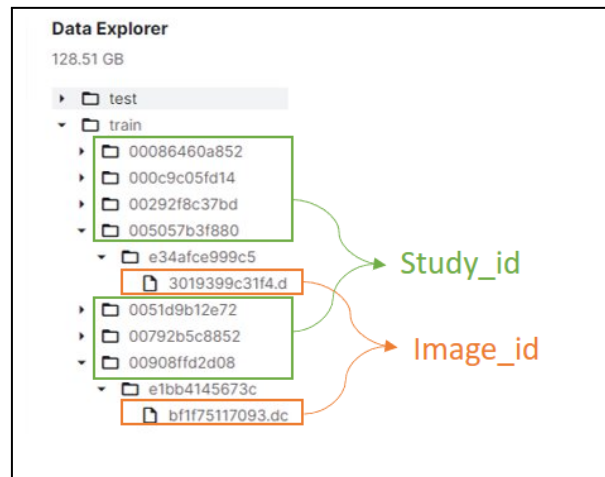 Data Explorer
128.51 GB
test
train
00086460a852
000c9c05fd14
00292f8c37bd
005057b3f880
e34afce999c5
3019399c31f4.d
0051d9b12e72
00792b5c8852
00908ffd2d08
e1bb4145673c
bf1f75117093.dc
Study_id
Image_id